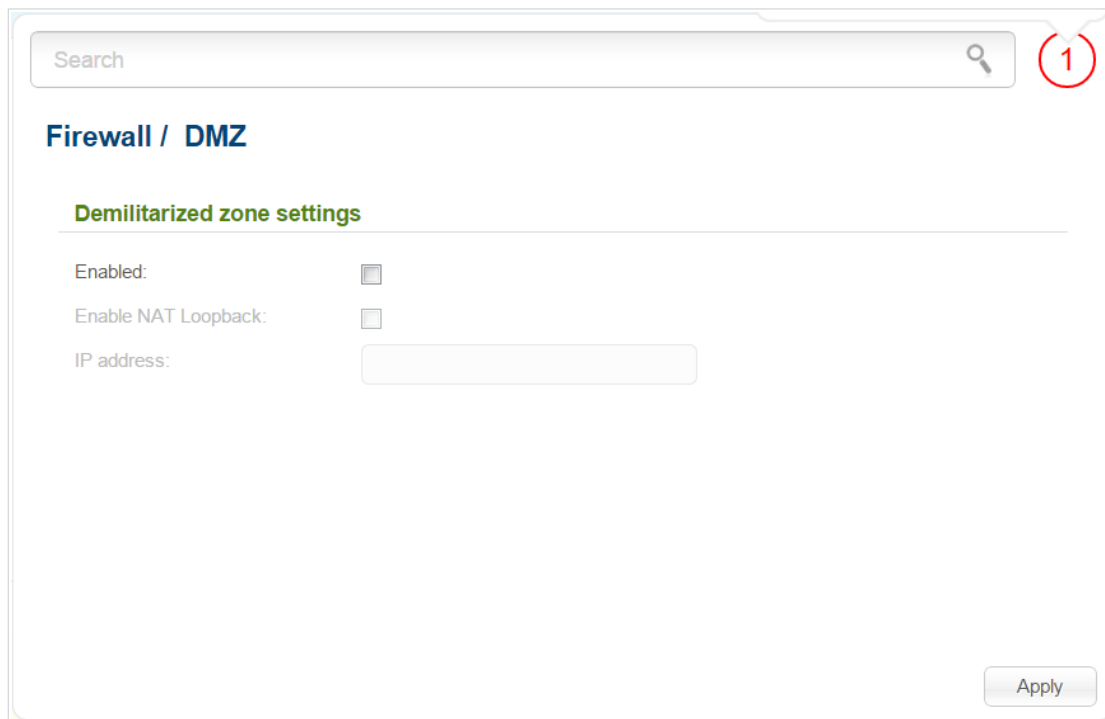 Search
1
Firewall / DMZ
Demilitarized zone settings
Enabled:
Enable NAT Loopback:
IP address:
Apply